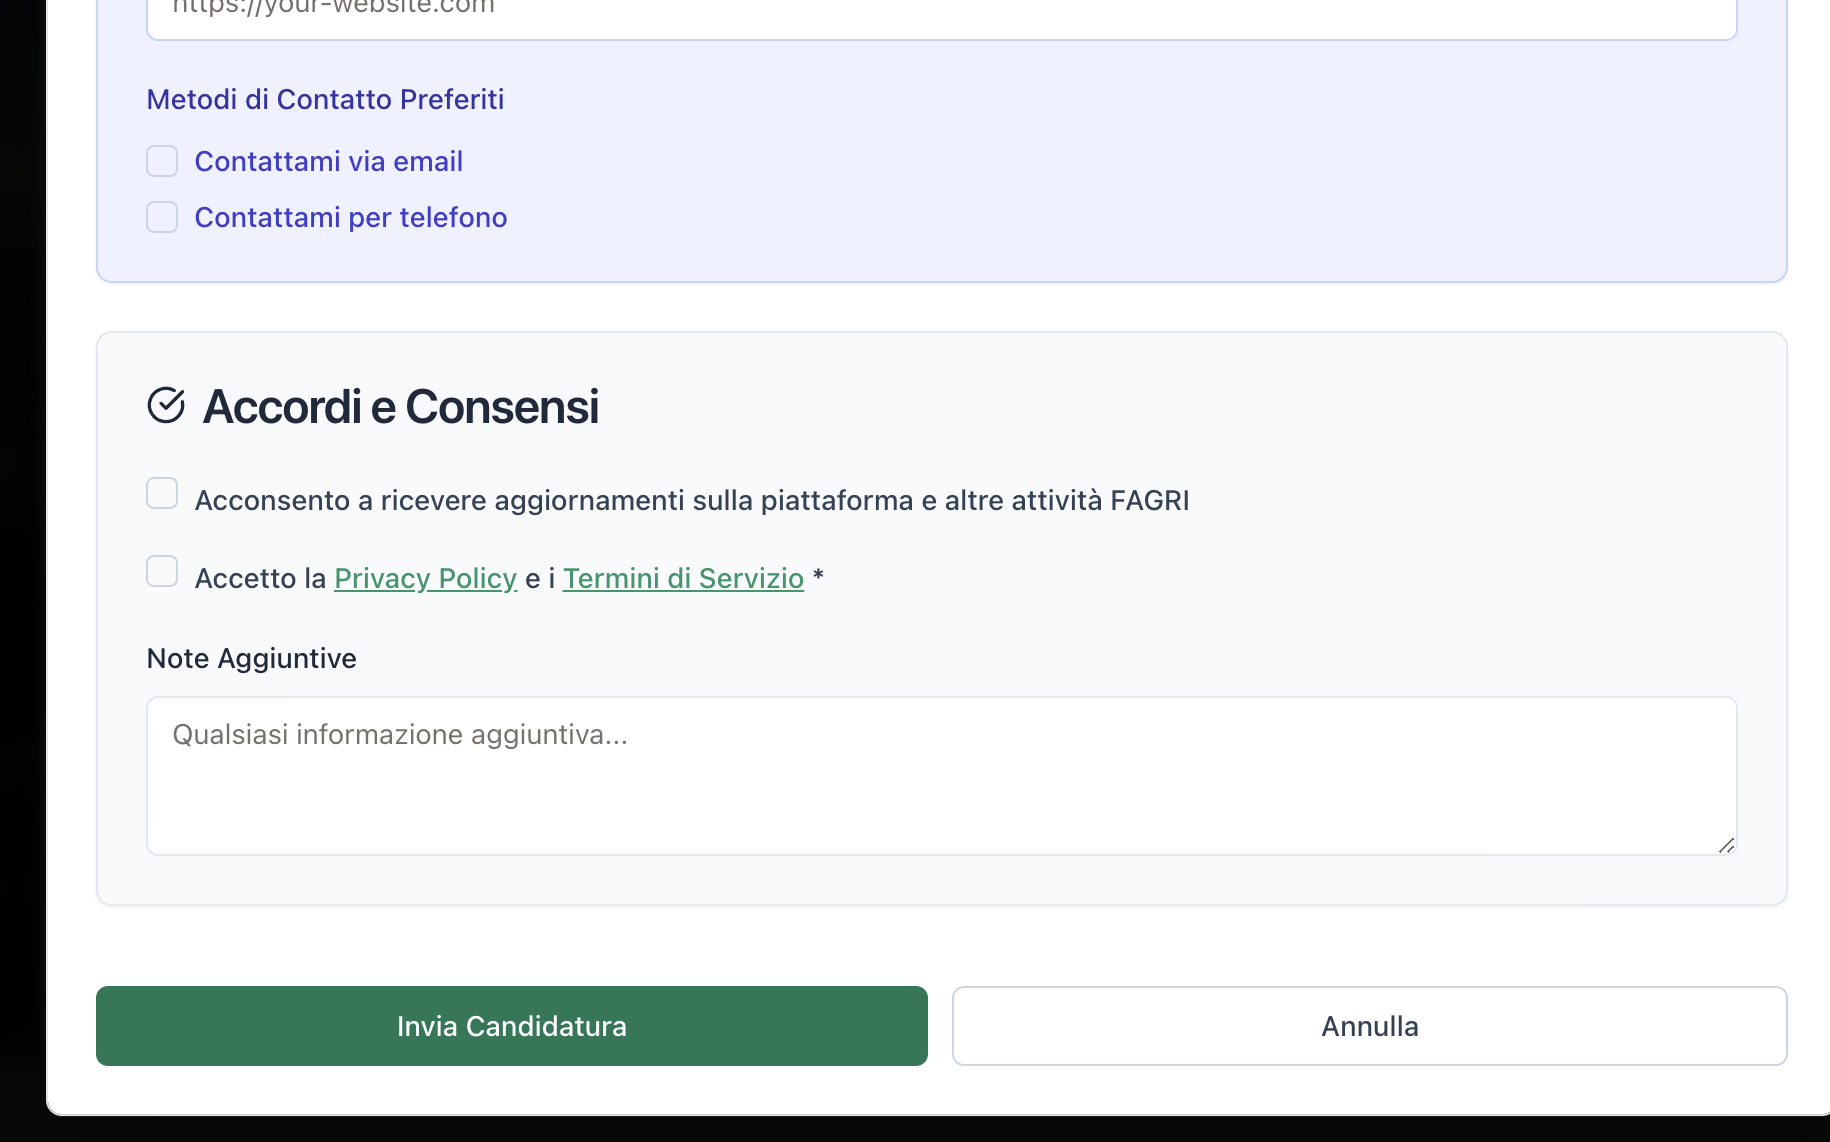 https://your-website.com
Metodi di Contatto Preferiti
Contattami via email
Contattami per telefono
Accordi e Consensi
Acconsento a ricevere aggiornamenti sulla piattaforma e altre attività FAGRI
Accetto la Privacy Policy e i Termini di Servizio *
Note Aggiuntive
Qualsiasi informazione aggiuntiva...
Invia Candidatura
Annulla